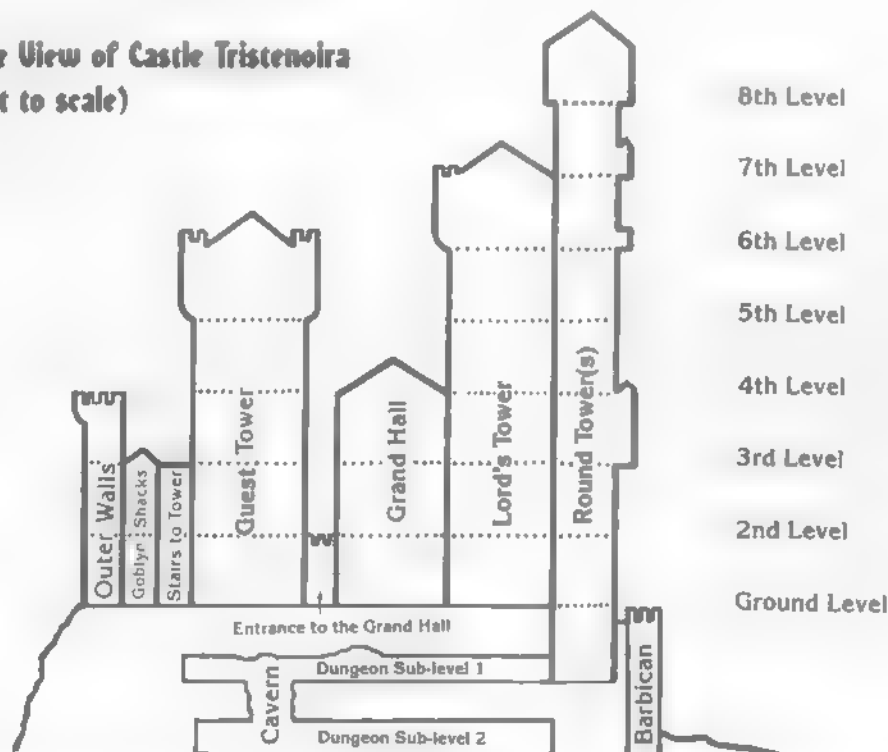 e View of Castle Tristenoira
t to scale)
8th Level
7th Level
6th Level
5th Level
4th Level
3rd Level
2nd Level
Ground Level
Outer Walls
Goblyn Shacks
Stairs to Tower
Guest Tower
Grand Hall
Lord's Tower
Round Tower(s)
Entrance to the Grand Hall
Dungeon Sub-level 1
Cavern
Dungeon Sub-level 2
Barbican